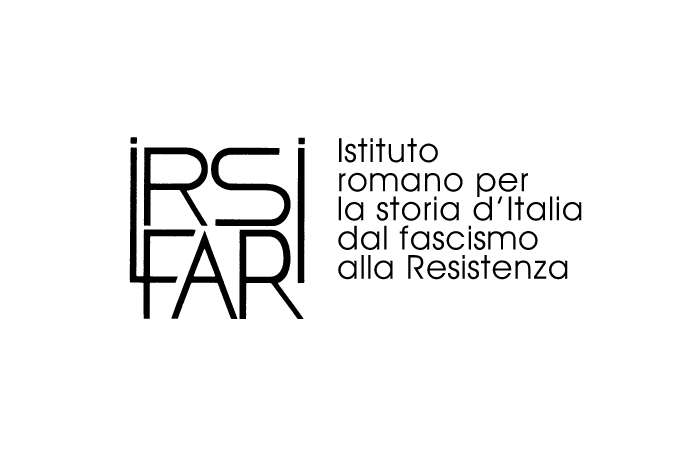 iRSi
FAR
Istituto
romano per
la storia d'Italia
dal fascismo
alla Resistenza